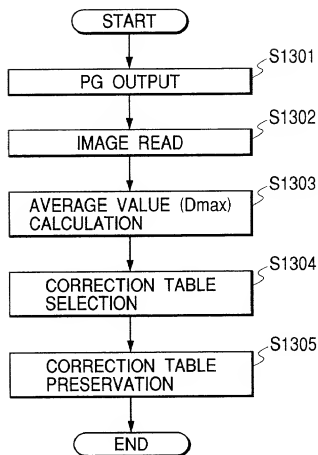 START
S1301
PG OUTPUT
S1302
IMAGE READ
S1303
AVERAGE VALUE (Dmax)
CALCULATION
S1304
CORRECTION TABLE
SELECTION
S1305
CORRECTION TABLE
PRESERVATION
END